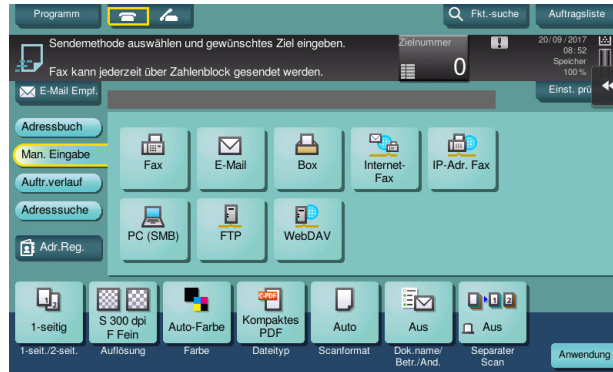 Programm
Fkt.-suche
Auftragsliste
Sendemethode auswählen und gewünschtes Ziel eingeben.
Fax kann jederzeit über Zahlenblock gesendet werden.
Zielnummer
0
20/09/2017
08:52
Speicher
100%
E-Mail Empf.
Einst. prü
Adressbuch
Man. Eingabe
Auftr.verlauf
Adresssuche
Adr.Reg.
Fax
E-Mail
Box
Internet-
Fax
IP-Adr. Fax
PC (SMB)
FTP
WebDAV
1-seitig
S 300 dpi
F Fein
Auto-Farbe
Kompaktes
PDF
Auto
Aus
Aus
1-seit./2-seit.
Auflösung
Farbe
Dateityp
Scanformat
Dok.name/
Betr./And.
Separater
Scan
Anwendung